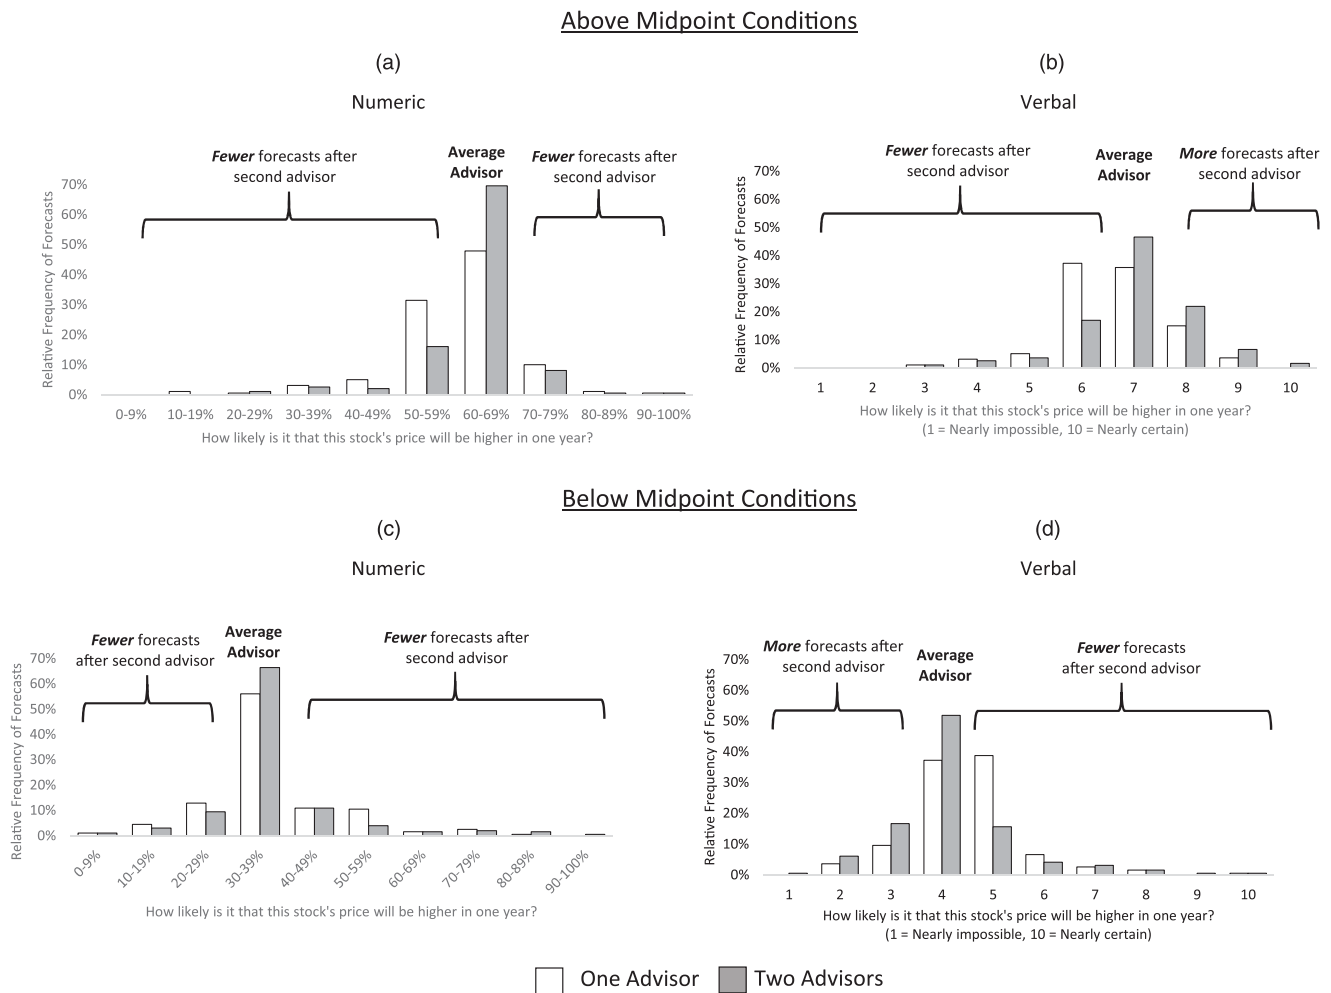 Above Midpoint Conditions
(a)
Numeric
Fewer forecasts after
second advisor
Average
Advisor
Fewer forecasts after
second advisor
Relative Frequency of Forecasts
70%
60%
50%
40%
30%
20%
10%
0%
0-9% 10-19% 20-29% 30-39% 40-49% 50-59% 60-69% 70-79% 80-89% 90-100%
How likely is it that this stock's price will be higher in one year?
(b)
Verbal
Fewer forecasts after
second advisor
Average
Advisor
More forecasts after
second advisor
Relative Frequency of Forecasts
70%
60%
50%
40%
30%
20%
10%
0%
1 2 3 4 5 6 7 8 9 10
How likely is it that this stock's price will be higher in one year?
(1 = Nearly impossible, 10 = Nearly certain)
Below Midpoint Conditions
(c)
Numeric
Fewer forecasts
after second advisor
Average
Advisor
Fewer forecasts after
second advisor
Relative Frequency of Forecasts
70%
60%
50%
40%
30%
20%
10%
0%
0-9% 10-19% 20-29% 30-39% 40-49% 50-59% 60-69% 70-79% 80-89% 90-100%
How likely is it that this stock's price will be higher in one year?
(d)
Verbal
More forecasts after
second advisor
Average
Advisor
Fewer forecasts
after second advisor
Relative Frequency of Forecasts
70%
60%
50%
40%
30%
20%
10%
0%
1 2 3 4 5 6 7 8 9 10
How likely is it that this stock's price will be higher in one year?
(1 = Nearly impossible, 10 = Nearly certain)
One Advisor Two Advisors